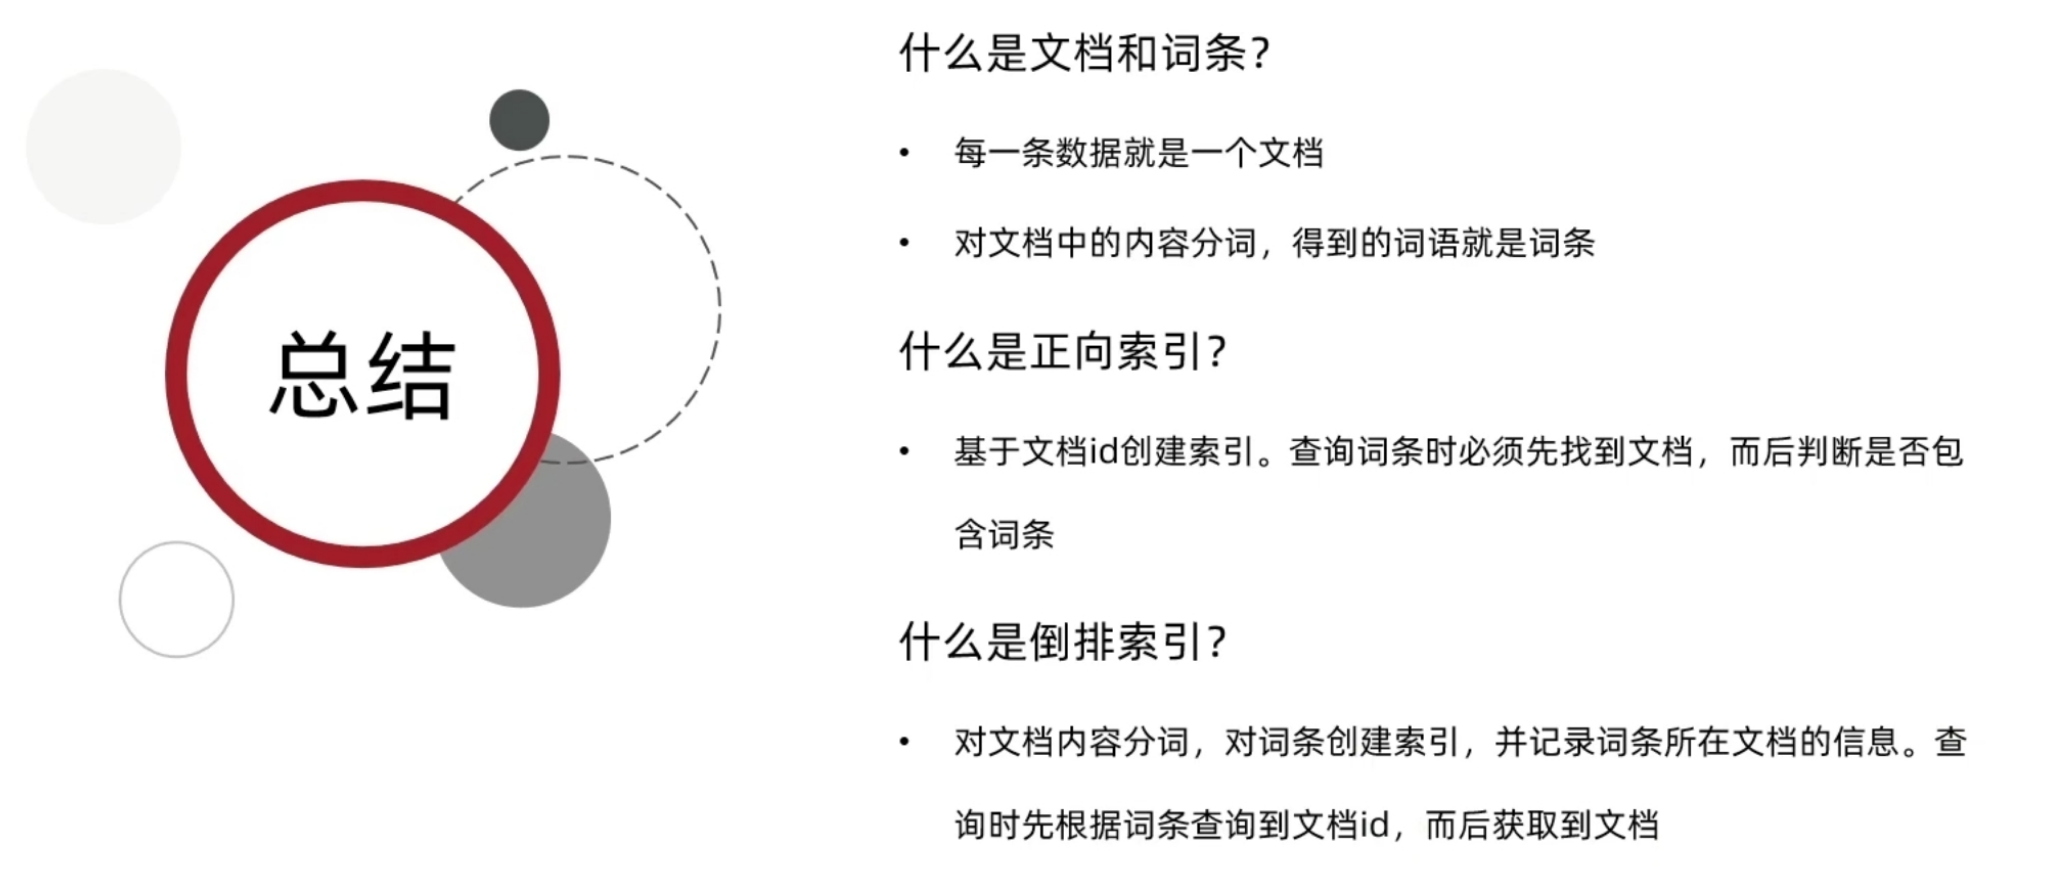 总结
什么是文档和词条？
• 每一条数据就是一个文档
• 对文档中的内容分词，得到的词语就是词条
什么是正向索引？
• 基于文档id创建索引。查询词条时必须先找到文档，而后判断是否包
含词条
什么是倒排索引？
• 对文档内容分词，对词条创建索引，并记录词条所在文档的信息。查
询时先根据词条查询到文档id，而后获取到文档